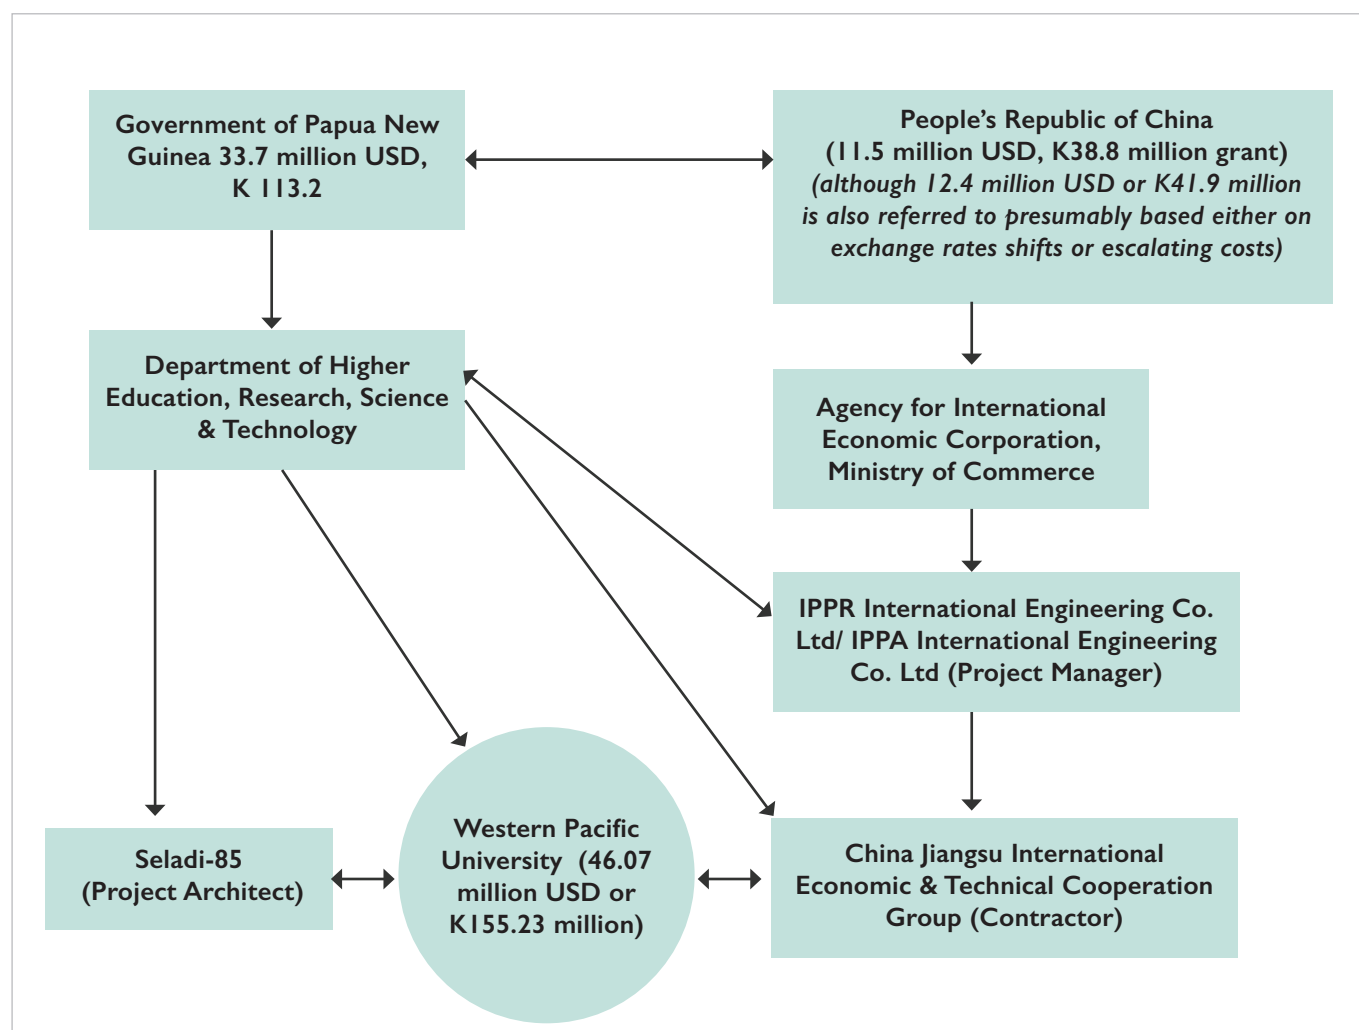 Government of Papua New
Guinea 33.7 million USD,
K 113.2
People’s Republic of China
(11.5 million USD, K38.8 million grant)
(although 12.4 million USD or K41.9 million
is also referred to presumably based either on
exchange rates shifts or escalating costs)
Department of Higher
Education, Research, Science
& Technology
Agency for International
Economic Corporation,
Ministry of Commerce
IPPR International Engineering Co.
Ltd/ IPPA International Engineering
Co. Ltd (Project Manager)
Seladi-85
(Project Architect)
Western Pacific
University (46.07
million USD or
K155.23 million)
China Jiangsu International
Economic & Technical Cooperation
Group (Contractor)